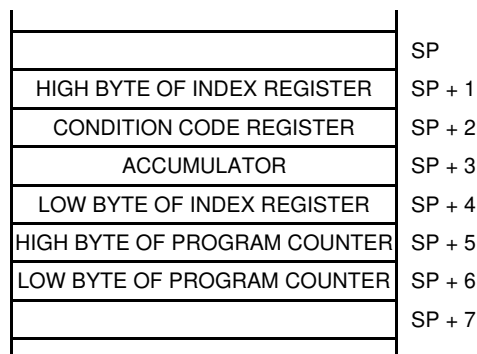 SP
HIGH BYTE OF INDEX REGISTER SP + 1
CONDITION CODE REGISTER SP + 2
ACCUMULATOR SP + 3
LOW BYTE OF INDEX REGISTER SP + 4
HIGH BYTE OF PROGRAM COUNTER SP + 5
LOW BYTE OF PROGRAM COUNTER SP + 6
SP + 7